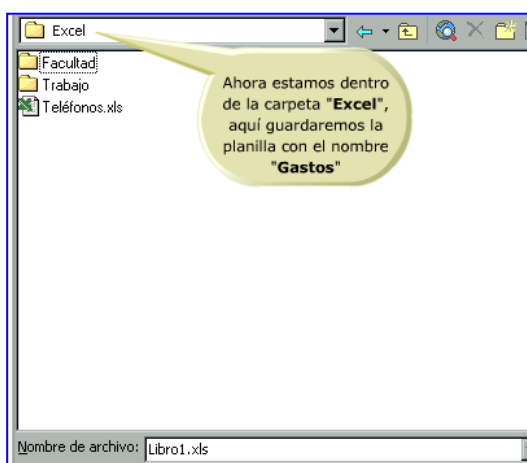 Excel
Facultad
Trabajo
Teléfonos.xls
Ahora estamos dentro
de la carpeta "Excel",
aquí guardaremos la
planilla con el nombre
"Gastos"
Nombre de archivo: Libro1.xls